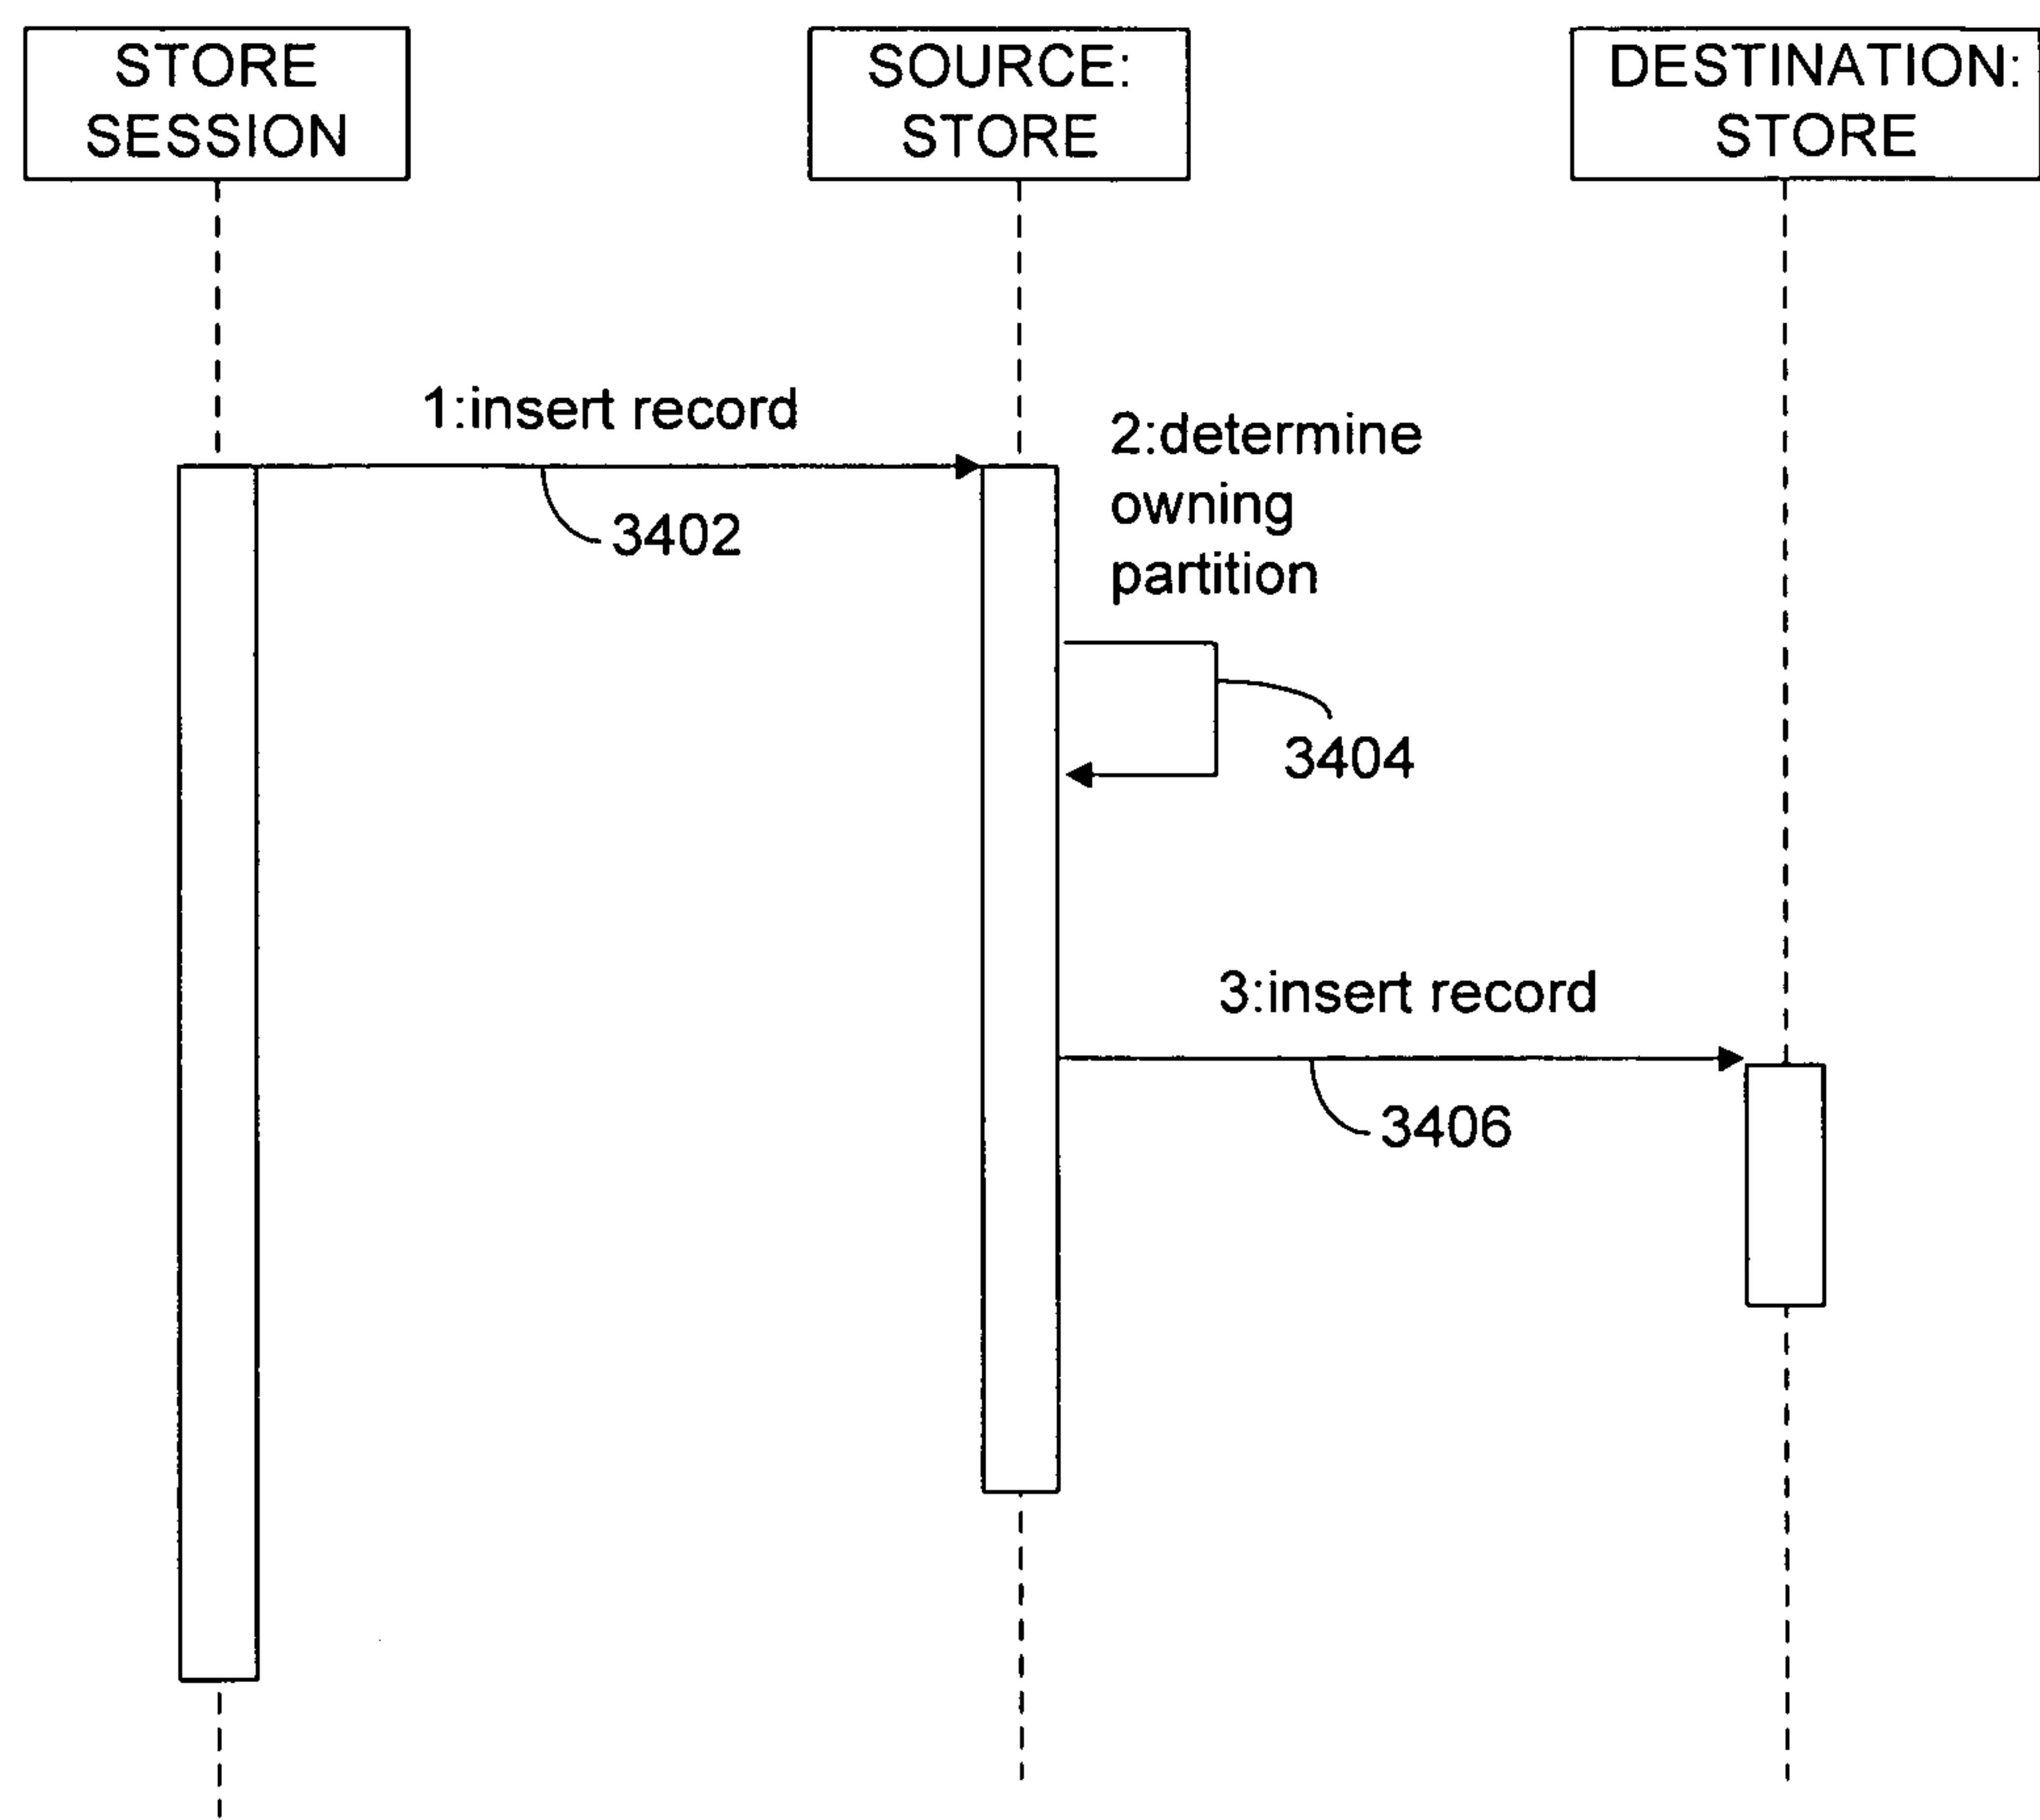 STORE
SESSION
SOURCE:
STORE
DESTINATION:
STORE
1:insert record
3402
2:determine
owning
partition
3404
3:insert record
3406